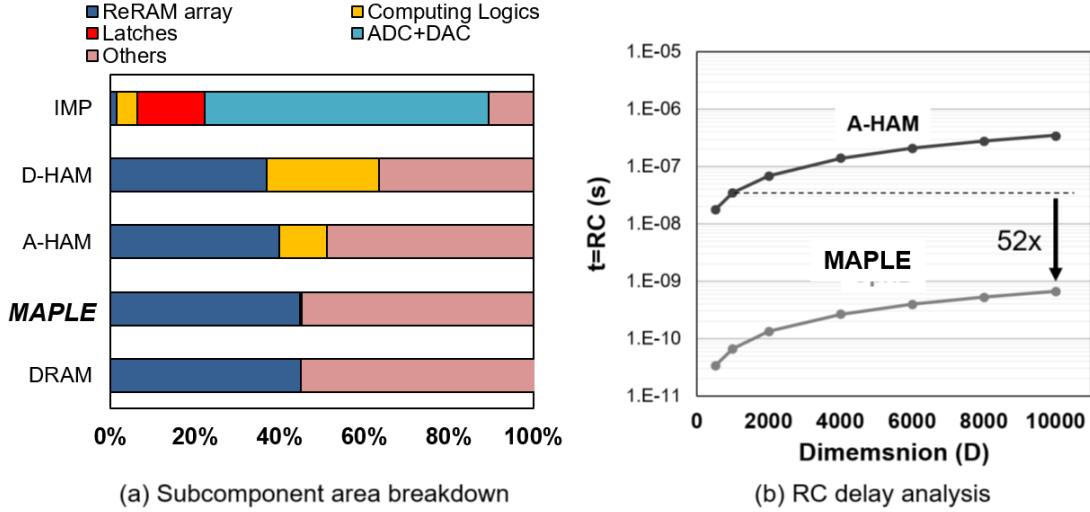 ReRAM array
Computing Logics
Latches
ADC+DAC
Others
IMP
D-HAM
A-HAM
MAPLE
DRAM
0% 20% 40% 60% 80% 100%
(a) Subcomponent area breakdown
t=RC (s)
1.E-05
1.E-06
1.E-07
1.E-08
1.E-09
1.E-10
1.E-11
A-HAM
52x
MAPLE
0 2000 4000 6000 8000 10000
Dimemsnion (D)
(b) RC delay analysis